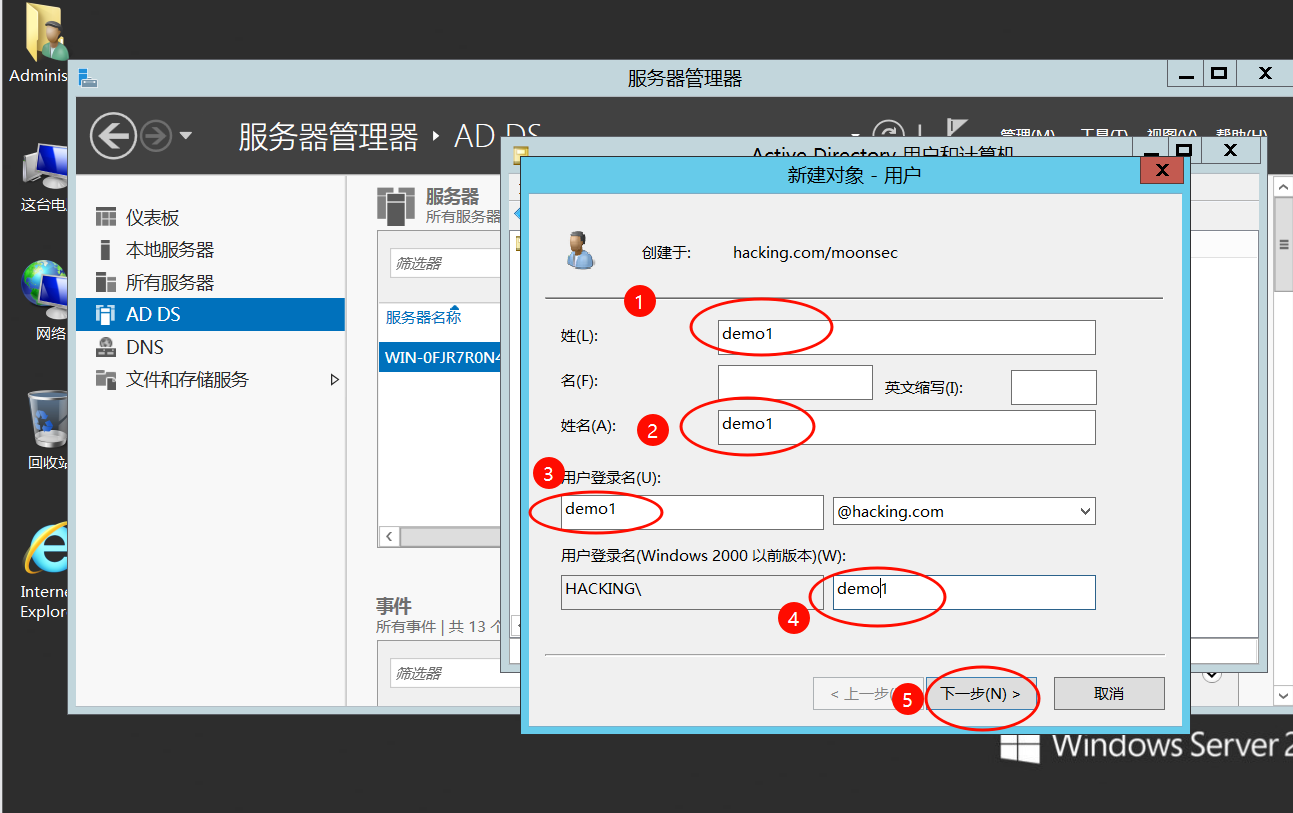 Adminis
服务器管理器
服务器管理器 · AD DS
管理(M) 工具(T) 视图(V) 帮助(H)
Active Directory 用户和计算机
新建对象 - 用户
这台电
网络
回收站
Interne
Explor
仪表板
本地服务器
所有服务器
AD DS
DNS
文件和存储服务
服务器
所有服务器
筛选器
服务器名称
WIN-0FJR7R0N4
事件
所有事件 | 共 13 个
筛选器
创建于: hacking.com/moonsec
1
姓(L): demo1
名(F): 英文缩写(I):
姓名(A): 2 demo1
3 用户登录名(U):
demo1 @hacking.com
用户登录名(Windows 2000 以前版本)(W):
HACKING\ demo1
4
< 上一步( 5 下一步(N) > 取消
Windows Server 2